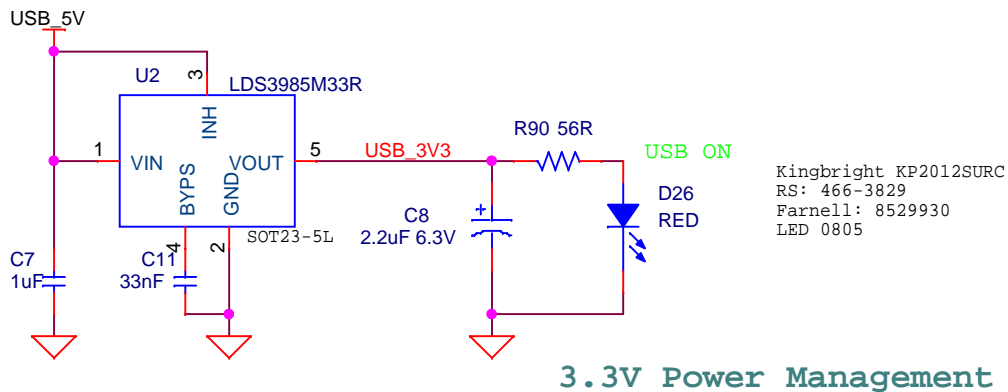 USB_5V
U2
3
LDS3985M33R
INH
1
VIN
VOUT
5
USB_3V3
BYPS
GND
4
2
SOT23-5L
C7
1uF
C11
33nF
R90 56R
USB ON
C8
2.2uF 6.3V
+
D26
RED
Kingbright KP2012SURC
RS: 466-3829
Farnell: 8529930
LED 0805
3.3V Power Management